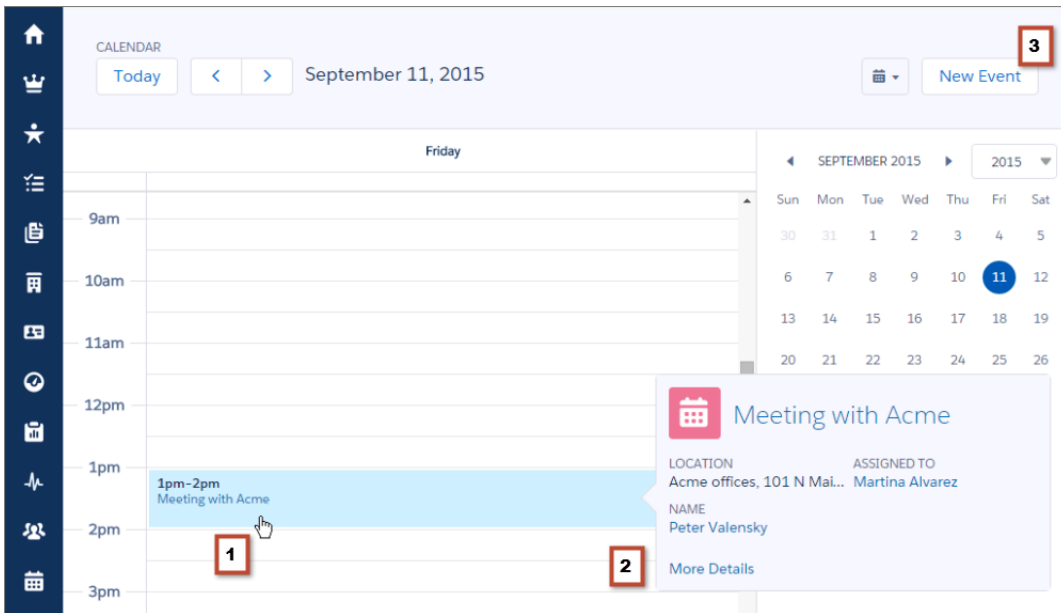 3
CALENDAR
Today
September 11, 2015
New Event
Friday
SEPTEMBER 2015
2015
Sun Mon Tue Wed Thu Fri Sat
30 31 1 2 3 4 5
6 7 8 9 10 11 12
13 14 15 16 17 18 19
20 21 22 23 24 25 26
9am
10am
11am
12pm
1pm
1pm–2pm
Meeting with Acme
2pm
3pm
1
Meeting with Acme
LOCATION ASSIGNED TO
Acme offices, 101 N Mai... Martina Alvarez
NAME
Peter Valensky
2
More Details